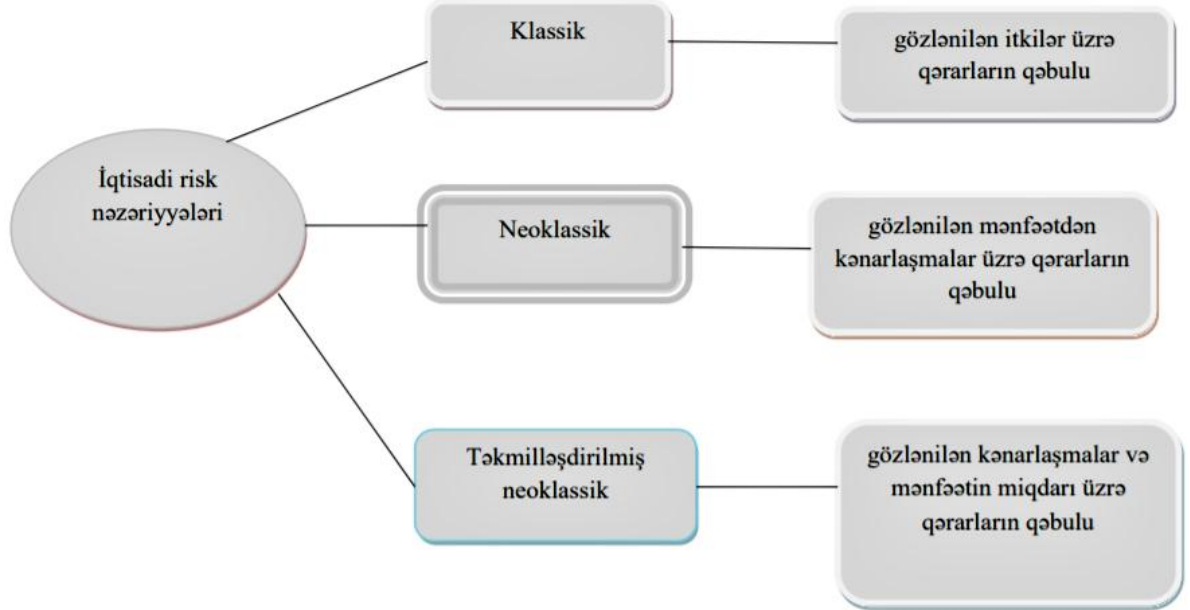 İqtisadi risk
nəzəriyyələri
Klassik
gözlənilən itkilər üzrə
qərarların qəbulu
Neoklassik
gözlənilən mənfəətdən
kənarlaşmalar üzrə qərarların
qəbulu
Təkmilləşdirilmiş
neoklassik
gözlənilən kənarlaşmalar və
mənfəətin miqdarı üzrə
qərarların qəbulu